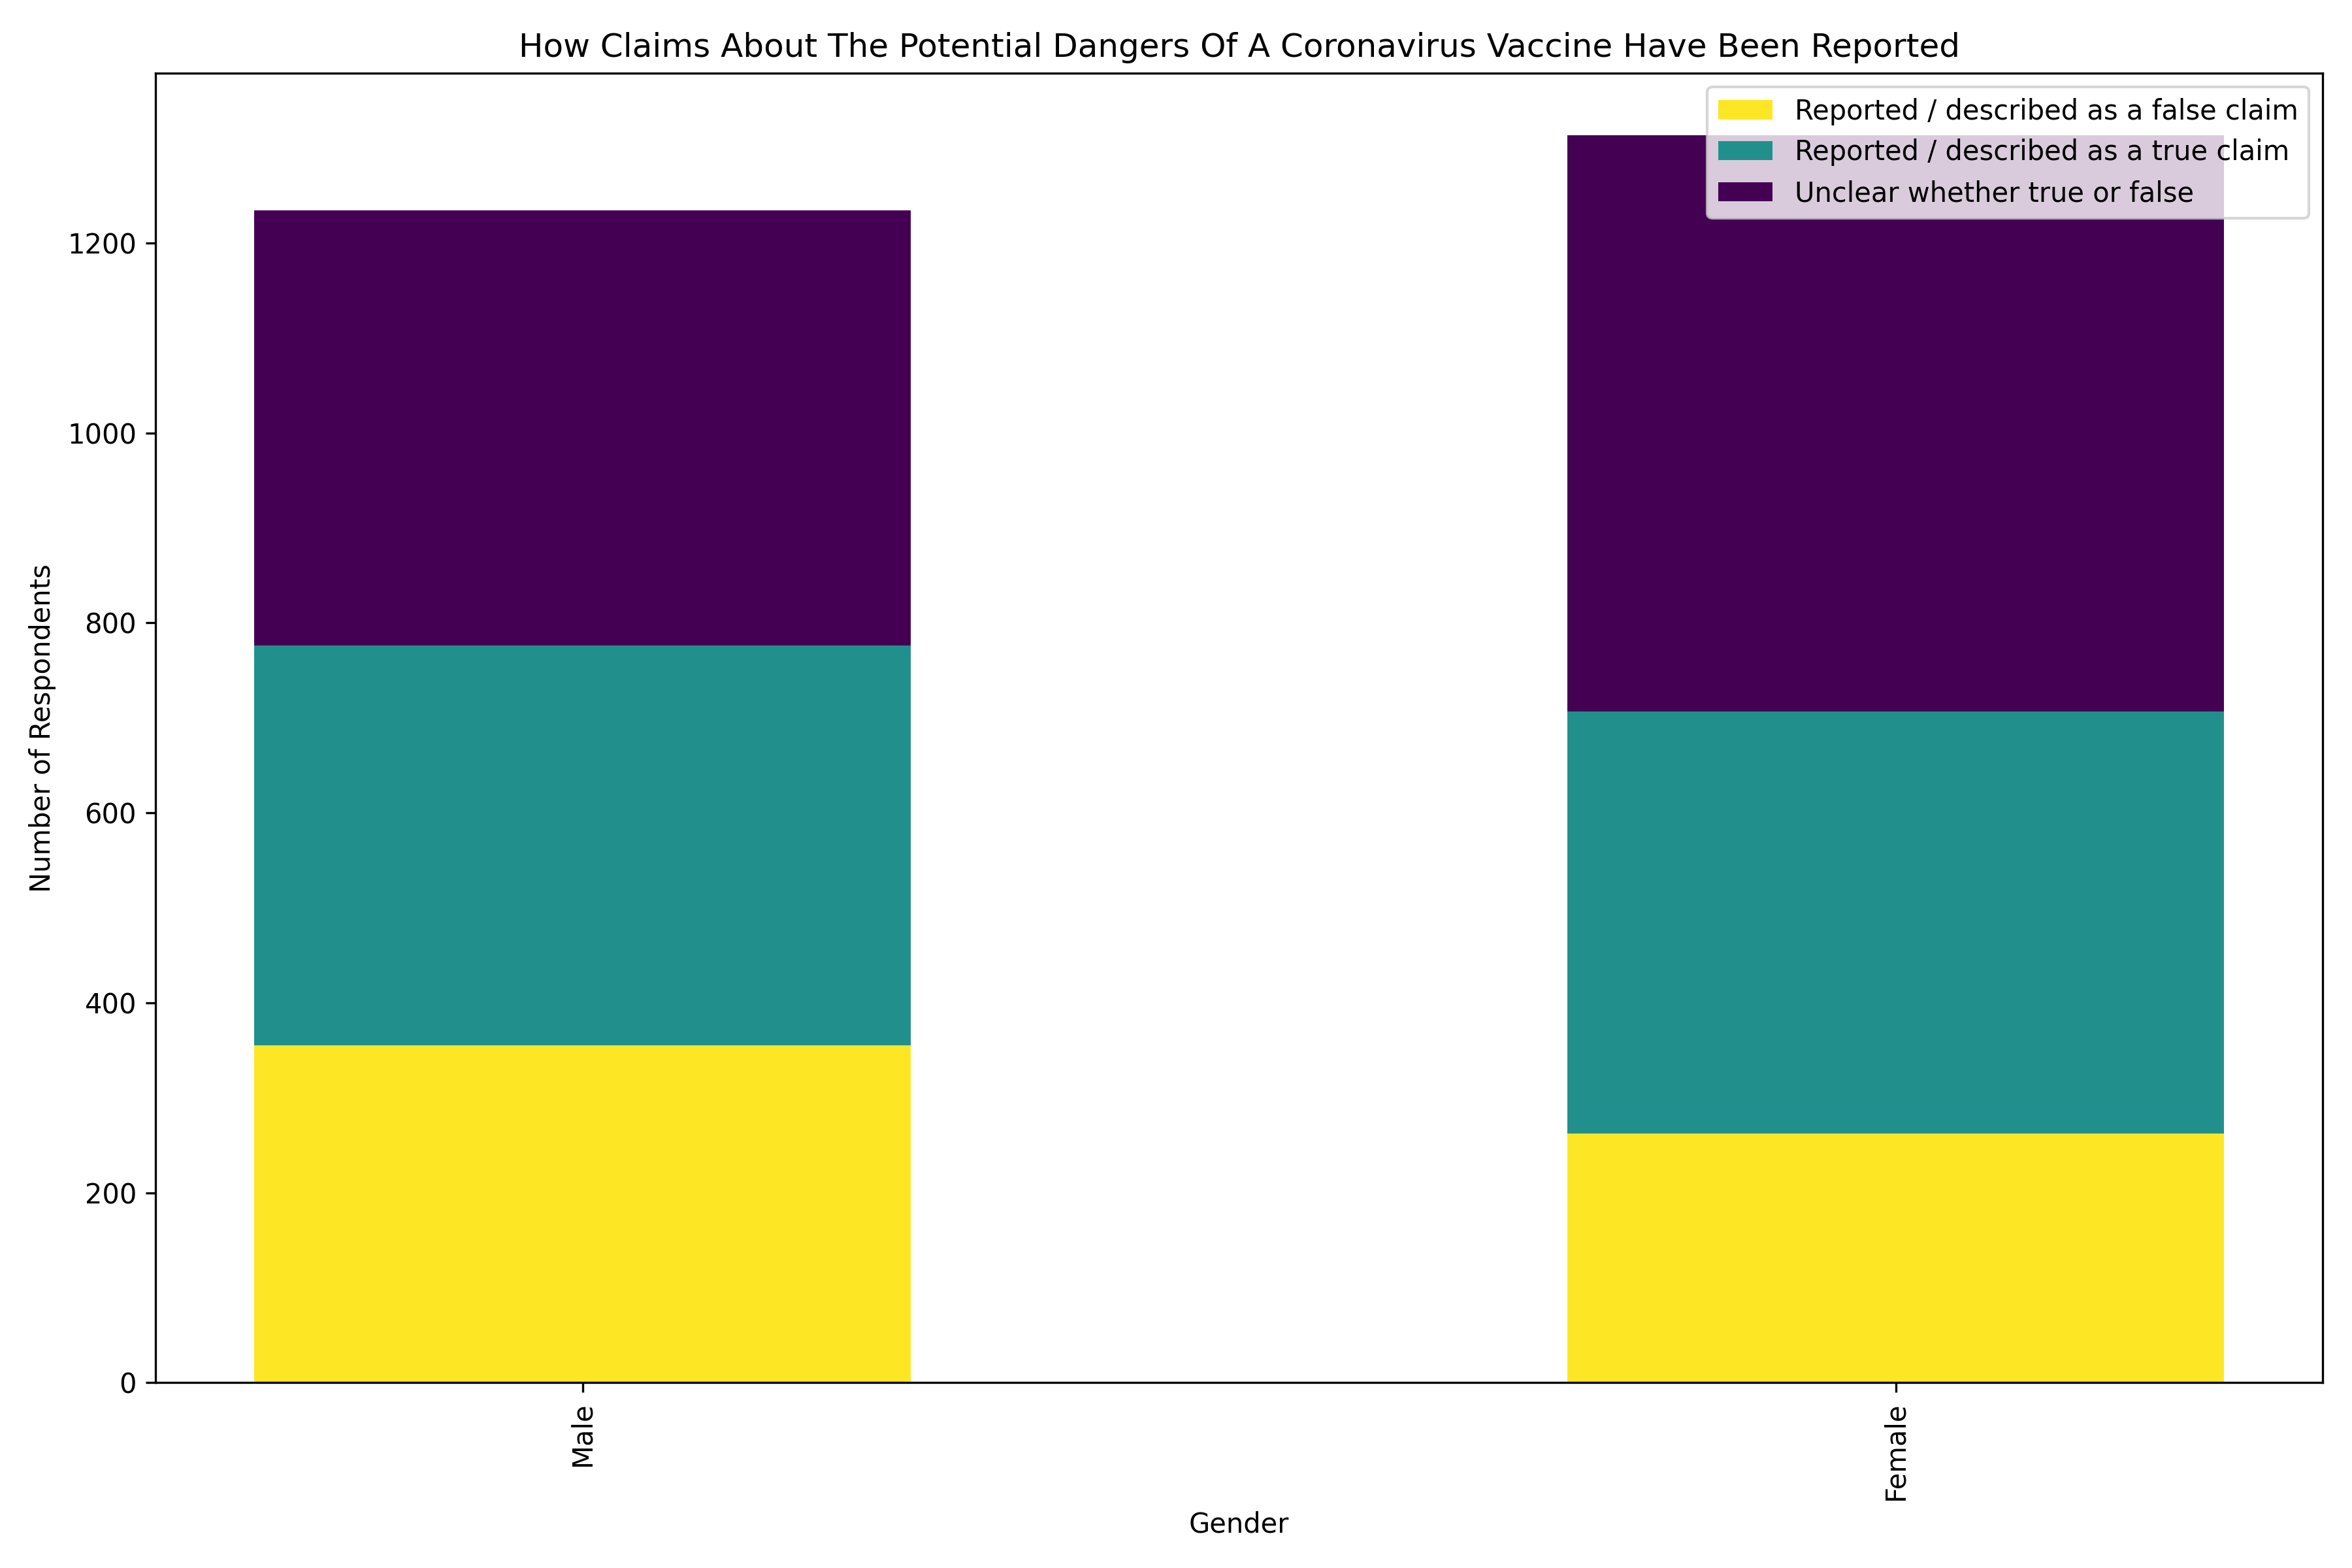 How Claims About The Potential Dangers Of A Coronavirus Vaccine Have Been Reported
Reported / described as a false claim
Reported / described as a true claim
Unclear whether true or false
Number of Respondents
1200
1000
800
600
400
200
0
Male
Female
Gender